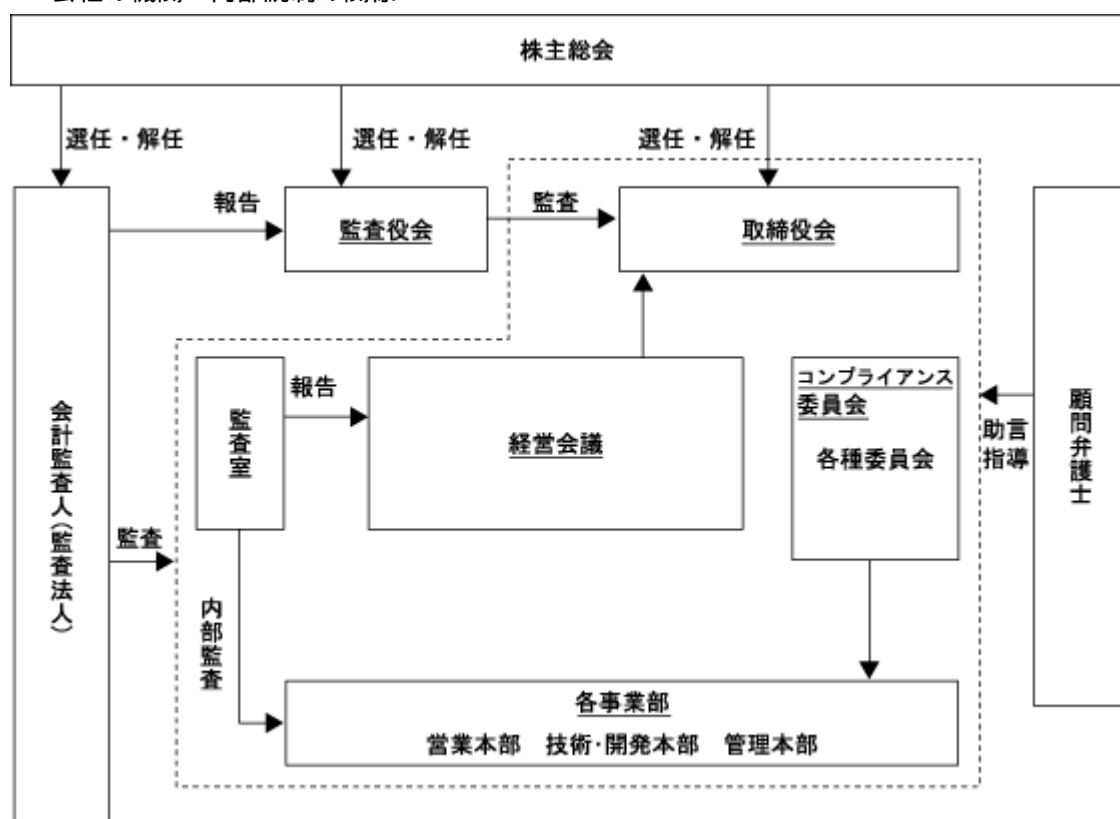 株主総会
選任・解任
選任・解任
選任・解任
報告
監査役会
監査
取締役会
監査室
報告
経営会議
コンプライアンス
委員会
各種委員会
助言
指導
顧問弁護士
会計監査人(監査法人)
監査
内部監査
各事業部
営業本部 技術・開発本部 管理本部